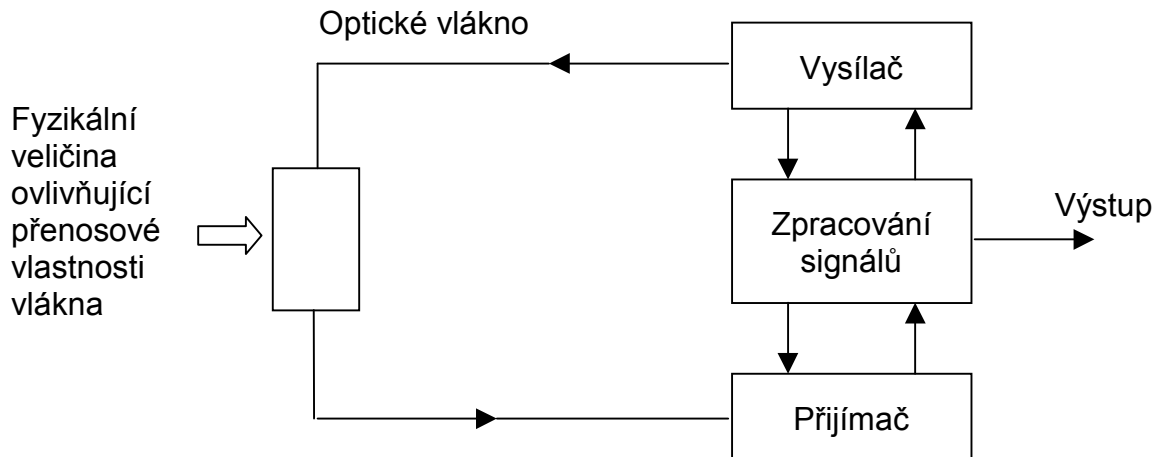 Optické vlákno
Vysílač
Fyzikální
veličina
ovlivňující
přenosové
vlastnosti
vlákna
Zpracování
signálů
Výstup
Přijímač